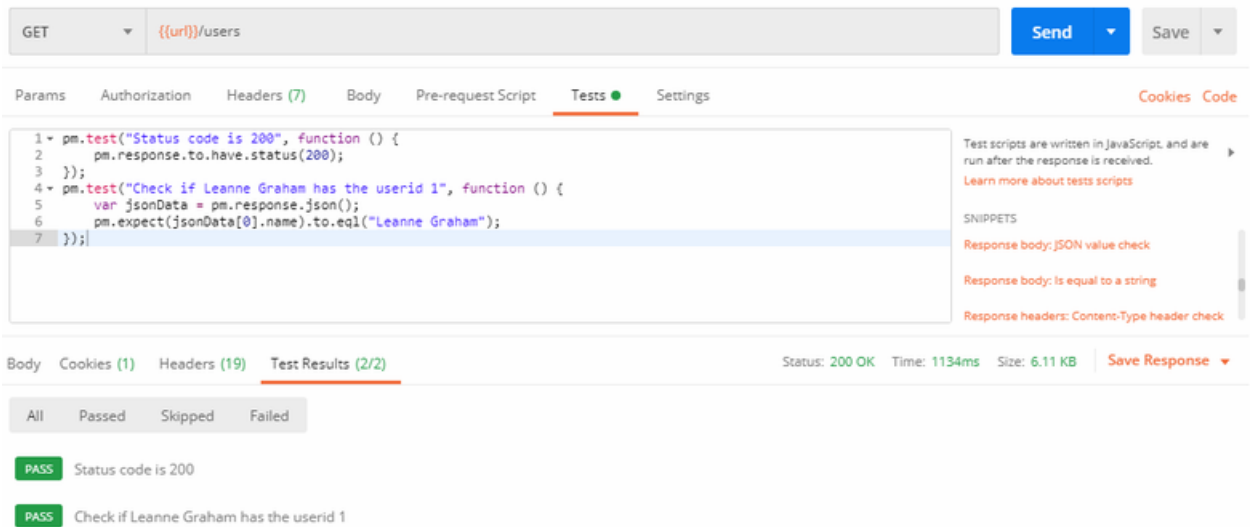 GET {{url}}/users Send Save
Params Authorization Headers (7) Body Pre-request Script Tests Settings Cookies Code
1 pm.test("Status code is 200", function () {
2 pm.response.to.have.status(200);
3 });
4 pm.test("Check if Leanne Graham has the userid 1", function () {
5 var jsonData = pm.response.json();
6 pm.expect(jsonData[0].name).to.eql("Leanne Graham");
7 });
Test scripts are written in JavaScript, and are
run after the response is received.
Learn more about tests scripts
SNIPPETS
Response body: JSON value check
Response body: Is equal to a string
Response headers: Content-Type header check
Body Cookies (1) Headers (19) Test Results (2/2) Status: 200 OK Time: 1134ms Size: 6.11 KB Save Response
All Passed Skipped Failed
PASS Status code is 200
PASS Check if Leanne Graham has the userid 1